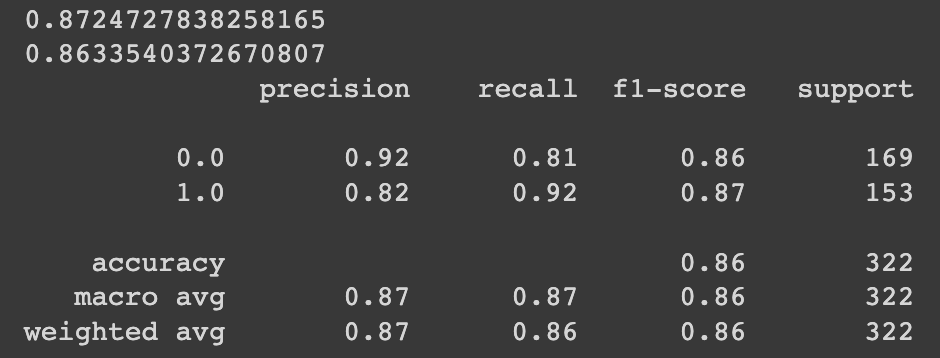 0.8724727838258165
0.8633540372670807
precision recall f1-score support
0.0 0.92 0.81 0.86 169
1.0 0.82 0.92 0.87 153
accuracy 0.86 322
macro avg 0.87 0.87 0.86 322
weighted avg 0.87 0.86 0.86 322